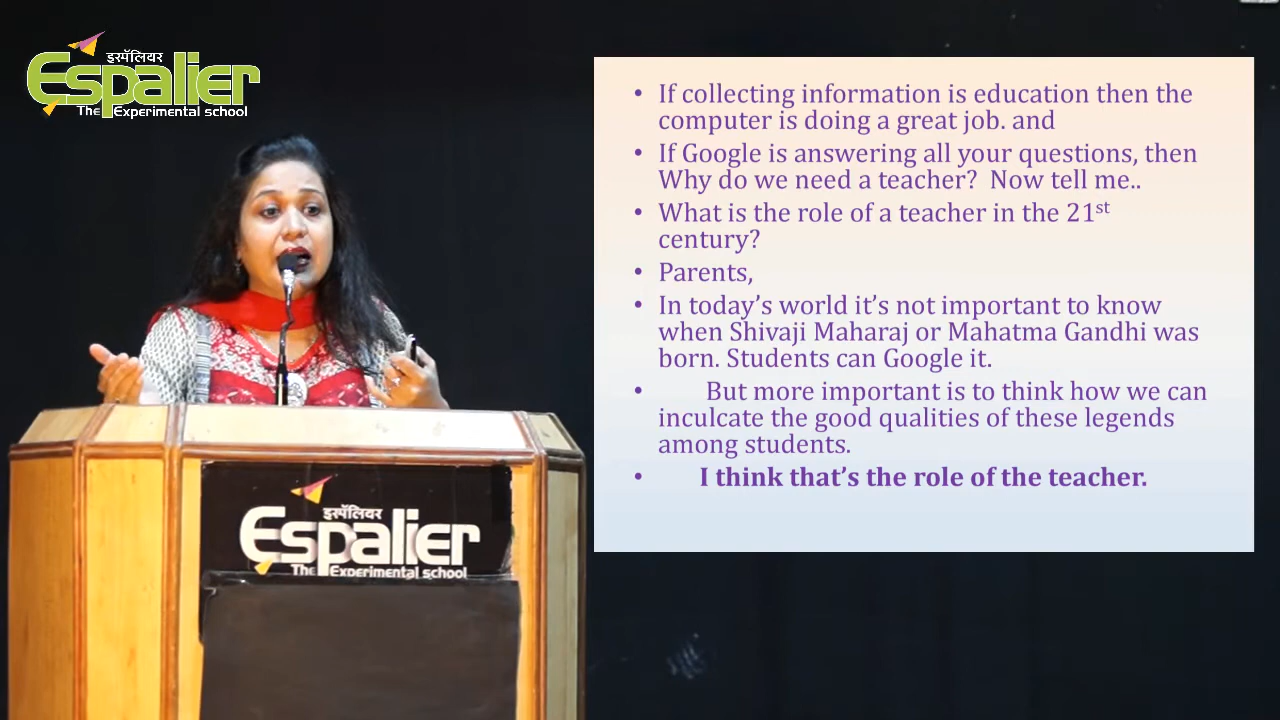 इस्पॅलियर
Espalier
The Experimental school
• If collecting information is education then the
computer is doing a great job. and
• If Google is answering all your questions, then
Why do we need a teacher? Now tell me..
• What is the role of a teacher in the 21st
century?
• Parents,
• In today's world it's not important to know
when Shivaji Maharaj or Mahatma Gandhi was
born. Students can Google it.
• But more important is to think how we can
inculcate the good qualities of these legends
among students.
• I think that's the role of the teacher.
इस्पॅलियर
Espalier
The Experimental school